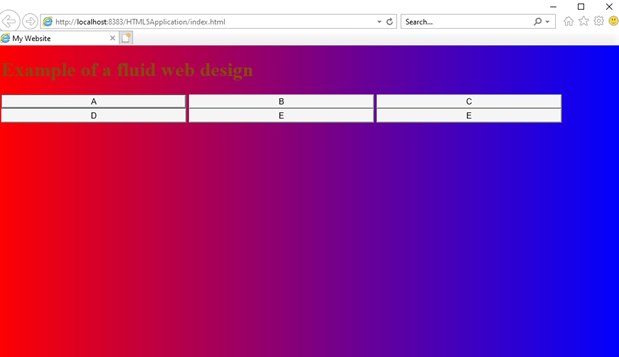 http://localhost:8383/HTML5Application/index.html
Search...
My Website
Example of a fluid web design
A B C
D E E